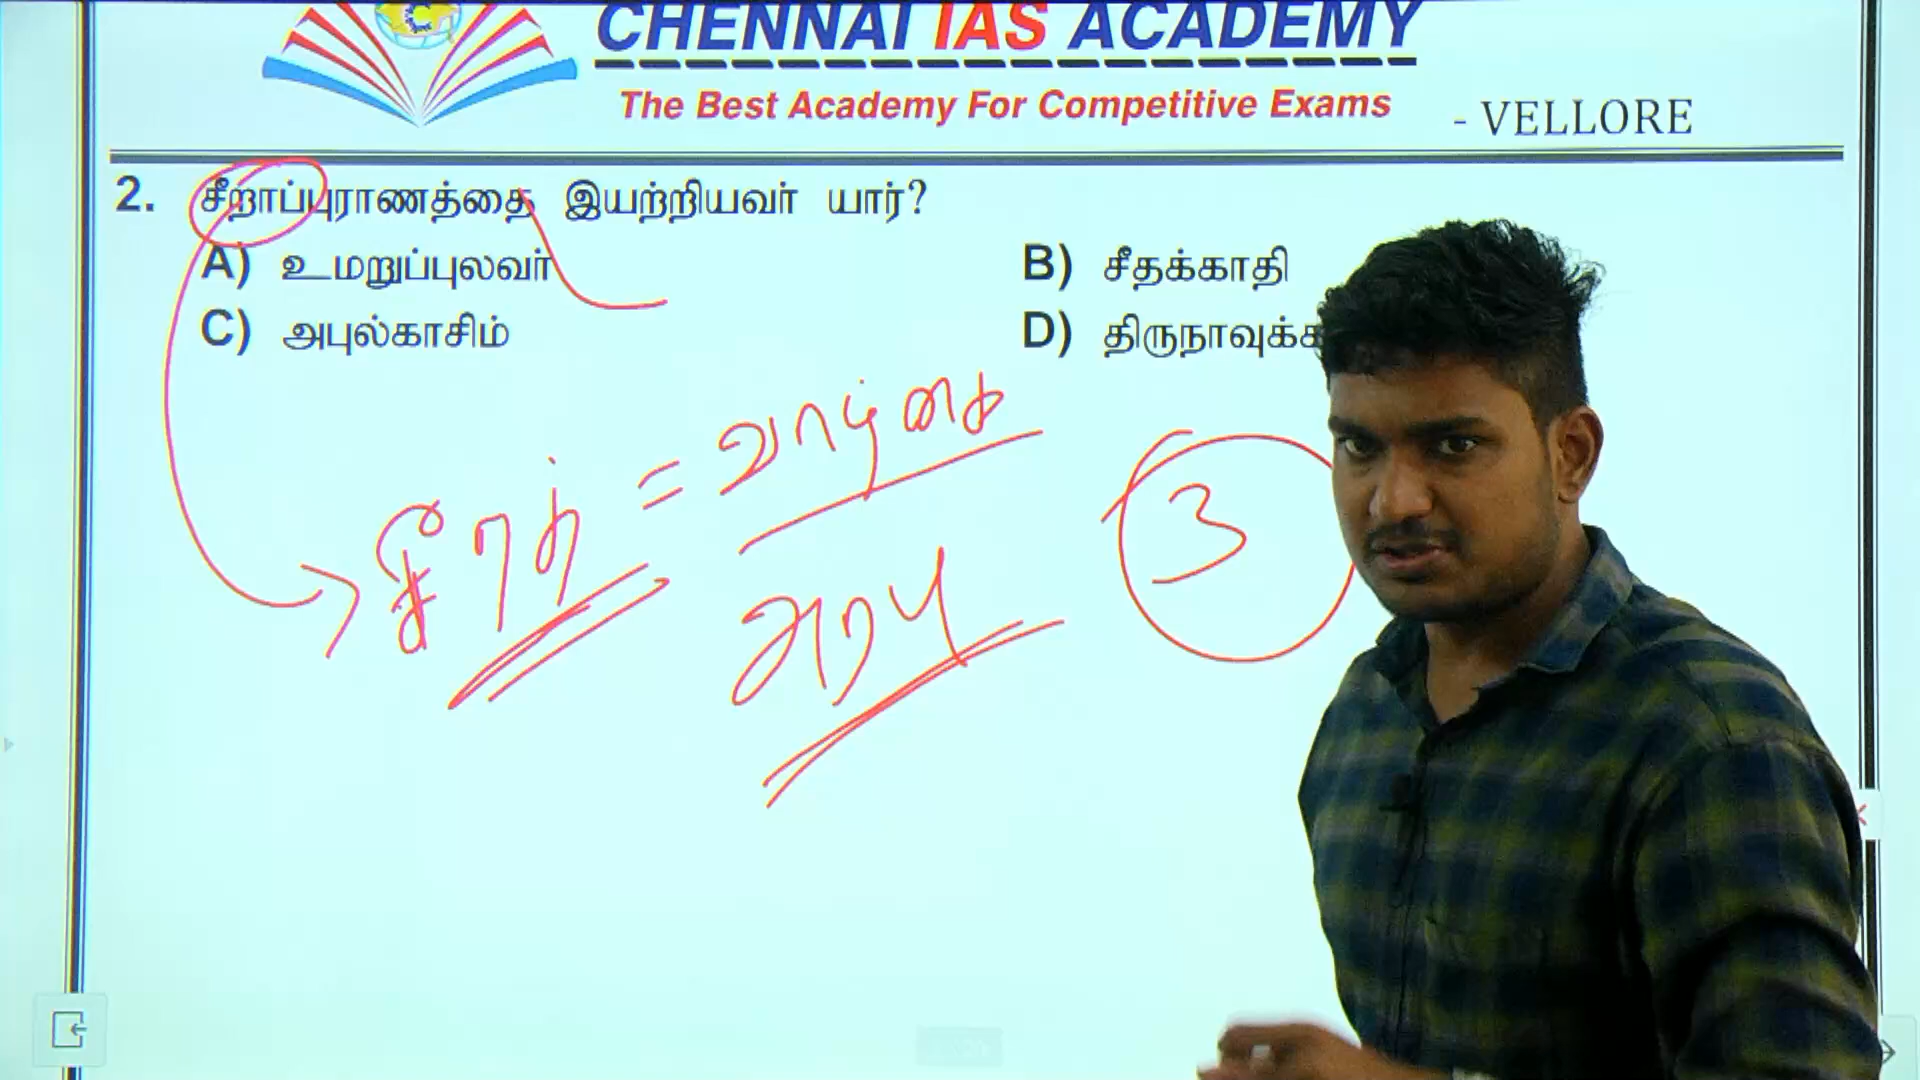 CHENNAI IAS ACADEMY
The Best Academy For Competitive Exams
- VELLORE
2. சீறாப்புராணத்தை இயற்றியவர் யார்?
A) உமறுப்புலவர்
B) சீதக்காதி
C) அபுல்காசிம்
D) திருநாவுக்க
சீரத் = வாழ்கை
அரபு
3